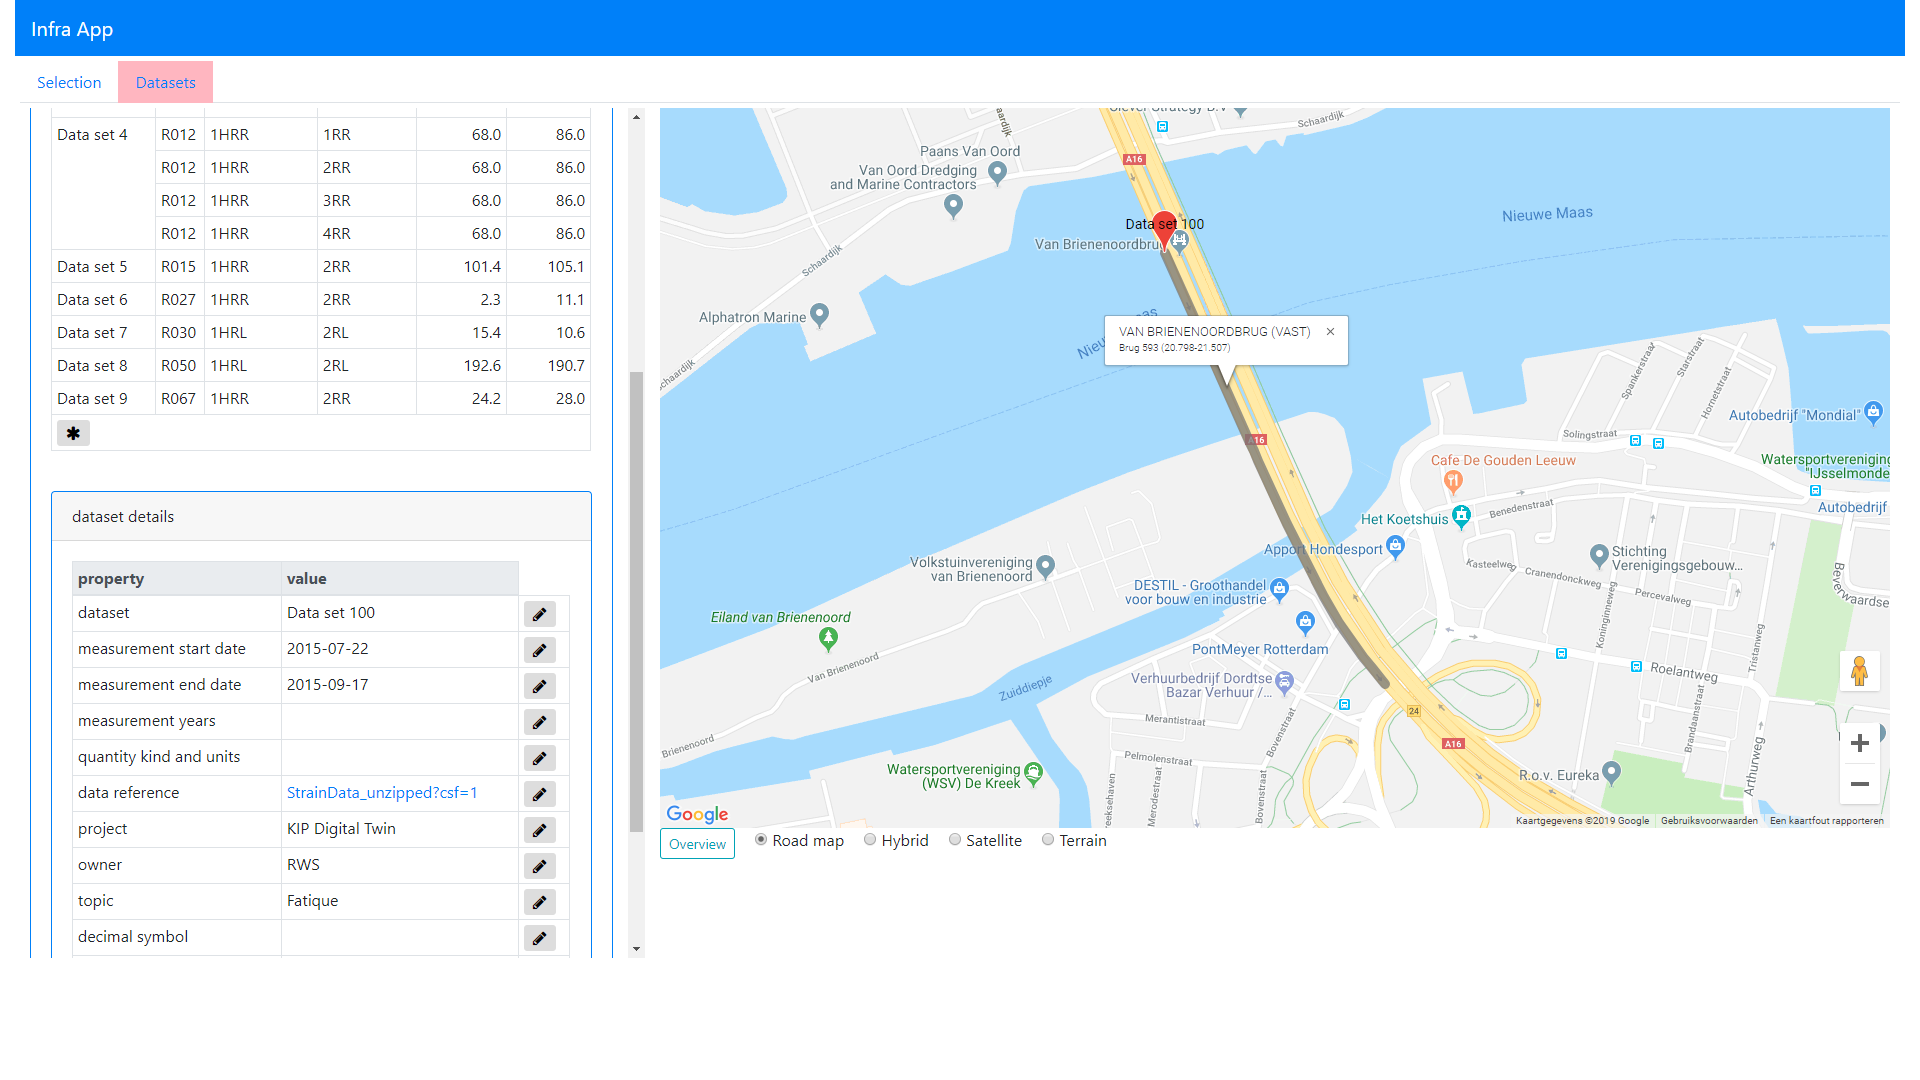 Infra App
Selection Datasets
Data set 4 R012 1HRR 1RR 68.0 86.0
R012 1HRR 2RR 68.0 86.0
R012 1HRR 3RR 68.0 86.0
R012 1HRR 4RR 68.0 86.0
Data set 5 R015 1HRR 2RR 101.4 105.1
Data set 6 R027 1HRR 2RR 2.3 11.1
Data set 7 R030 1HRL 2RL 15.4 10.6
Data set 8 R050 1HRL 2RL 192.6 190.7
Data set 9 R067 1HRR 2RR 24.2 28.0
dataset details
property value
dataset Data set 100
measurement start date 2015-07-22
measurement end date 2015-09-17
measurement years
quantity kind and units
data reference StrainData_unzipped?csf=1
project KIP Digital Twin
owner RWS
topic Fatique
decimal symbol
Schaardijk
Paans Van Oord
A16
Van Oord Dredging
and Marine Contractors
Schaardijk
Nieuwe Maas
Data set 100
Van Brienenoordbrug
Schaardijk
Alphatron Marine
VAN BRIENENOORDBRUG (VAST) ×
Brug 593 (20.798-21.507)
Schaardijk
Spankerstraat
Starstraat
Hornetstraat
Autobedrijf "Mondial"
A16
Solingstraat
Cafe De Gouden Leeuw
Watersportvereniging
"IJsselmonde
Benedenstraat
Autobedrijf
Het Koetshuis
Apport Hondesport
Stichting
Verenigingsgebouw...
Volkstuinvereniging
van Brienenoord
Kasteelweg
Cranendonckweg
DESTIL - Groothandel
voor bouw en industrie
Percevalweg
Beverwaardse
Eiland van Brienenoord
Koninginneweg
Tristanweg
PontMeyer Rotterdam
Van Brienenoord
Roelantweg
Zuiddiepje
Verhuurbedrijf Dordtse
Bazar Verhuur /...
24
Merantistraat
Bovenstraat
Brandaanstraat
A16
Brienenoord
Pelmolenstraat
Arthurweg
Watersportvereniging
(WSV) De Kreek
R.o.v. Eureka
Merodestraat
Bovenstraat
Google
Kaartgegevens ©2019 Google Gebruiksvoorwaarden Een kaartfout rapporteren
Overview Road map Hybrid Satellite Terrain